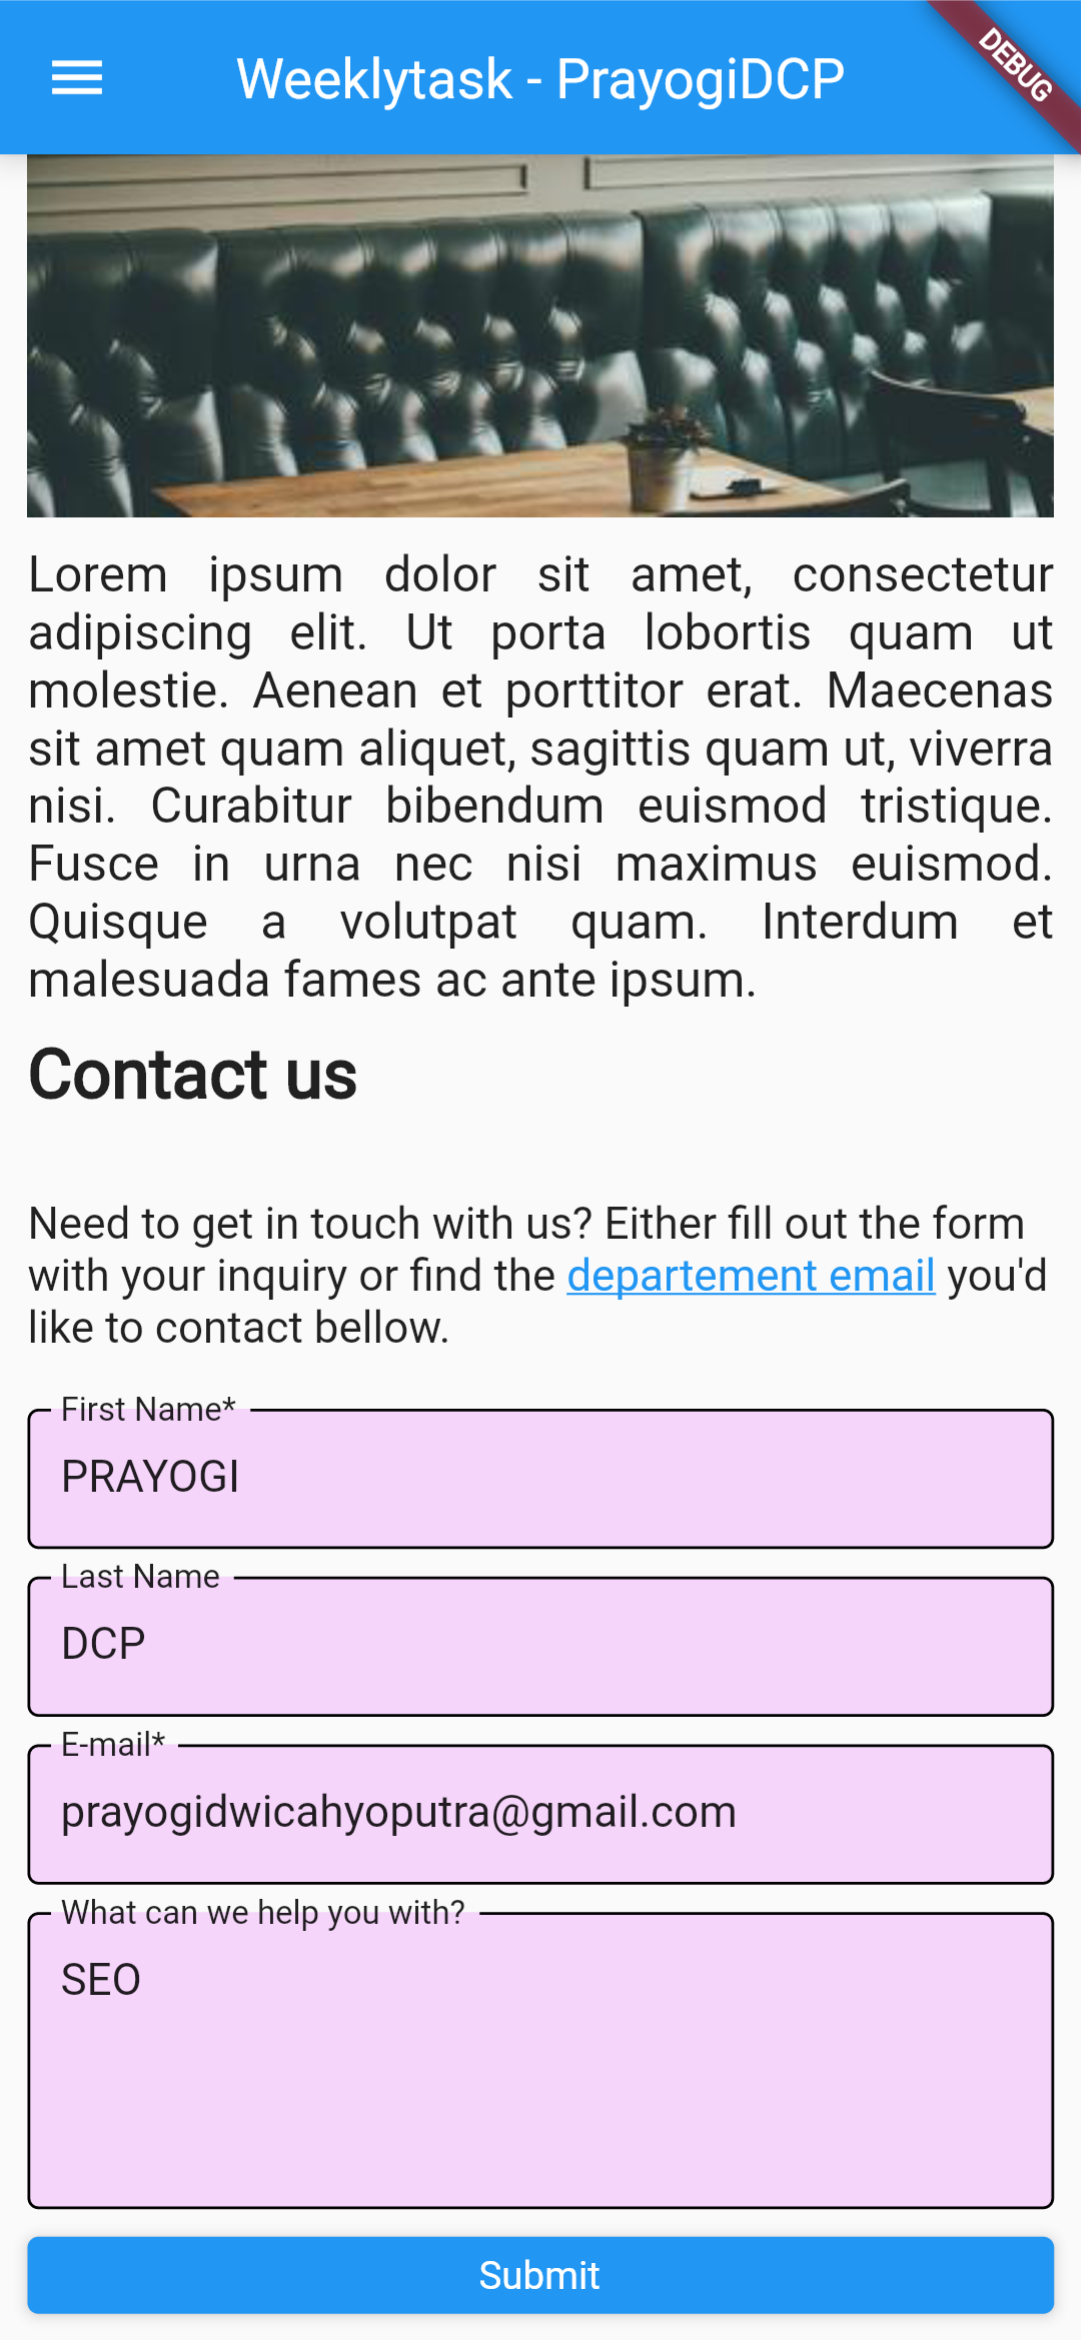 Weeklytask - PrayogiDCP
DEBUG
Lorem ipsum dolor sit amet, consectetur
adipiscing elit. Ut porta lobortis quam ut
molestie. Aenean et porttitor erat. Maecenas
sit amet quam aliquet, sagittis quam ut, viverra
nisi. Curabitur bibendum euismod tristique.
Fusce in urna nec nisi maximus euismod.
Quisque a volutpat quam. Interdum et
malesuada fames ac ante ipsum.
Contact us
Need to get in touch with us? Either fill out the form
with your inquiry or find the departement email you'd
like to contact bellow.
First Name*
PRAYOGI
Last Name
DCP
E-mail*
prayogidwicahyoputra@gmail.com
What can we help you with?
SEO
Submit